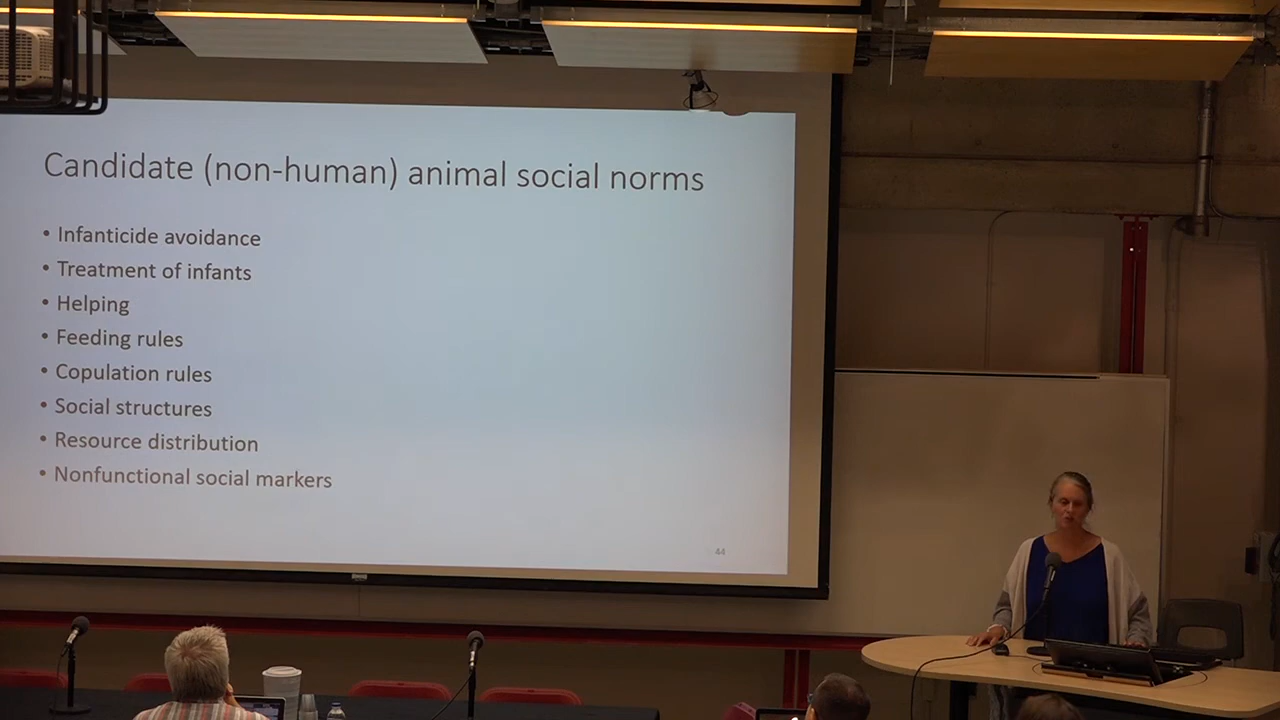 Candidate (non-human) animal social norms
• Infanticide avoidance
• Treatment of infants
• Helping
• Feeding rules
• Copulation rules
• Social structures
• Resource distribution
• Nonfunctional social markers
44